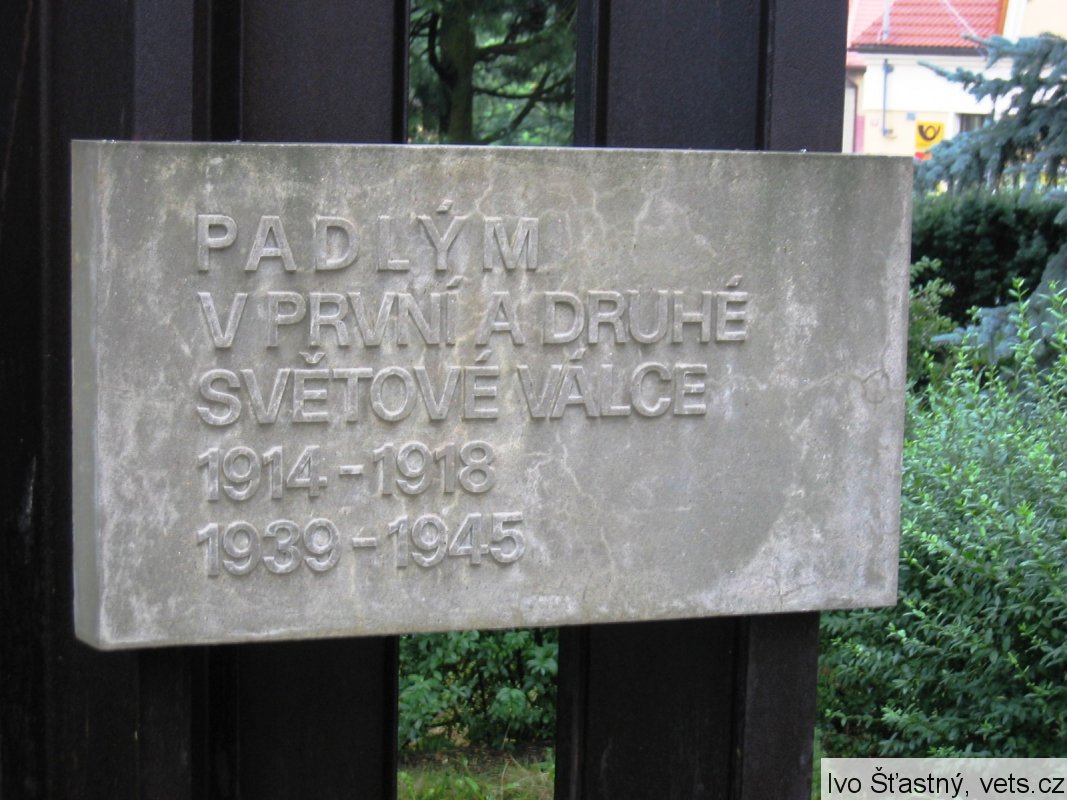 PADLÝM
V PRVNÍ A DRUHÉ
SVĚTOVÉ VÁLCE
1914-1918
1939-1945
Ivo Šťastný, vets.cz